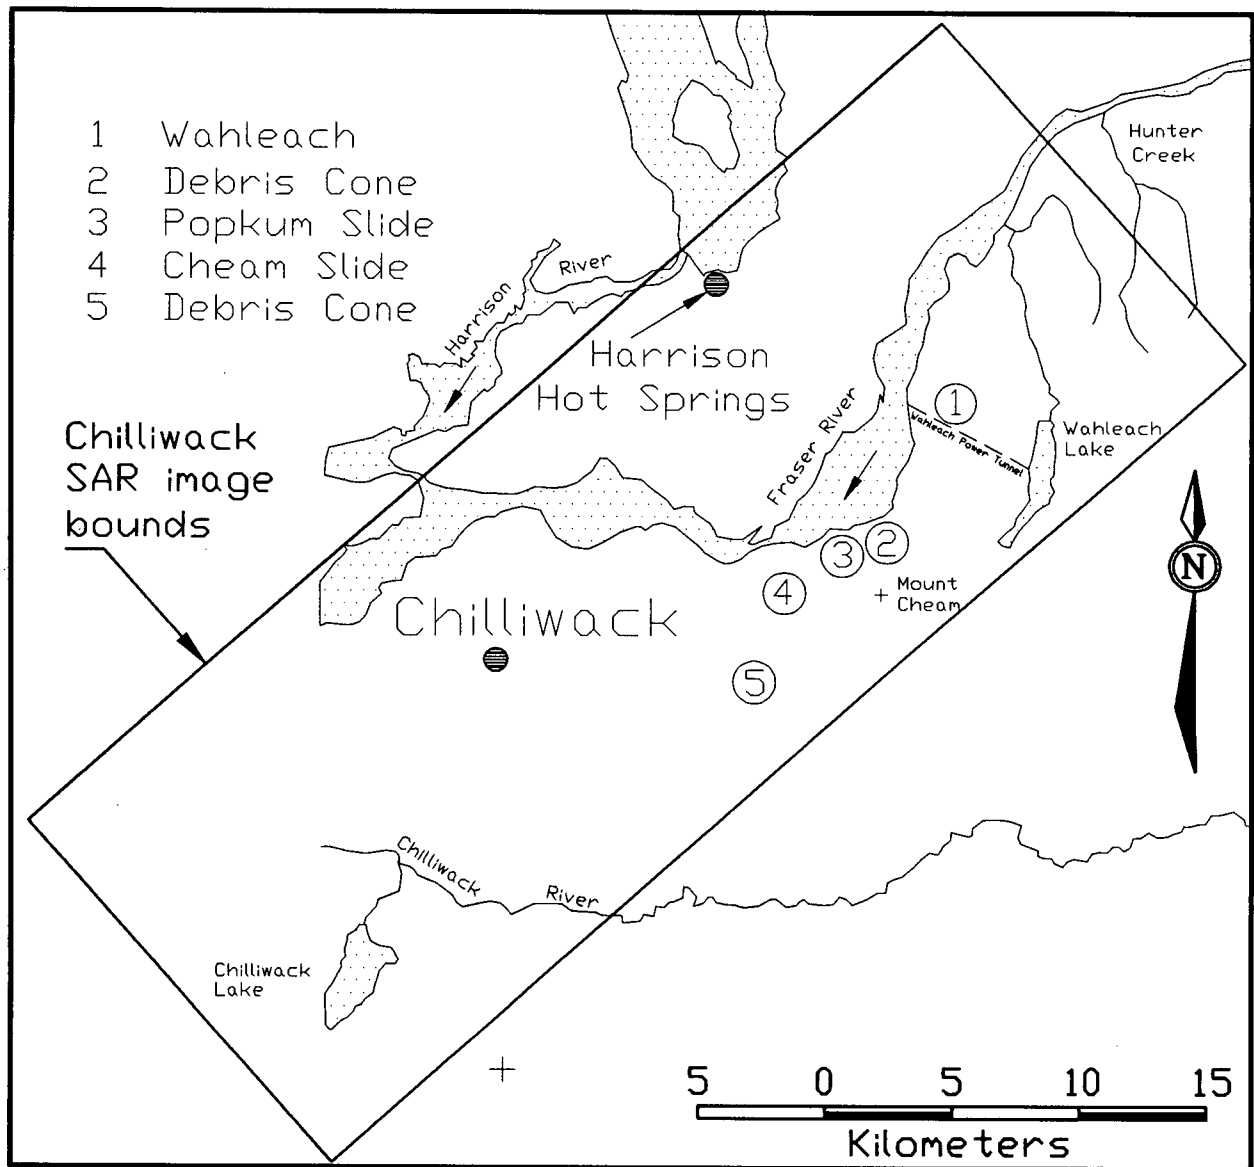 1 Wahleach
2 Debris Cone
3 Popkum Slide
4 Cheam Slide
5 Debris Cone
Hunter
Creek
River
Harrison
Harrison
Hot Springs
1
Wahleach Power Tunnel
Wahleach
Lake
Fraser River
Chilliwack
SAR image
bounds
2
3
4
Mount
Cheam
N
Chilliwack
5
Chilliwack
River
Chilliwack
Lake
5 0 5 10 15
Kilometers